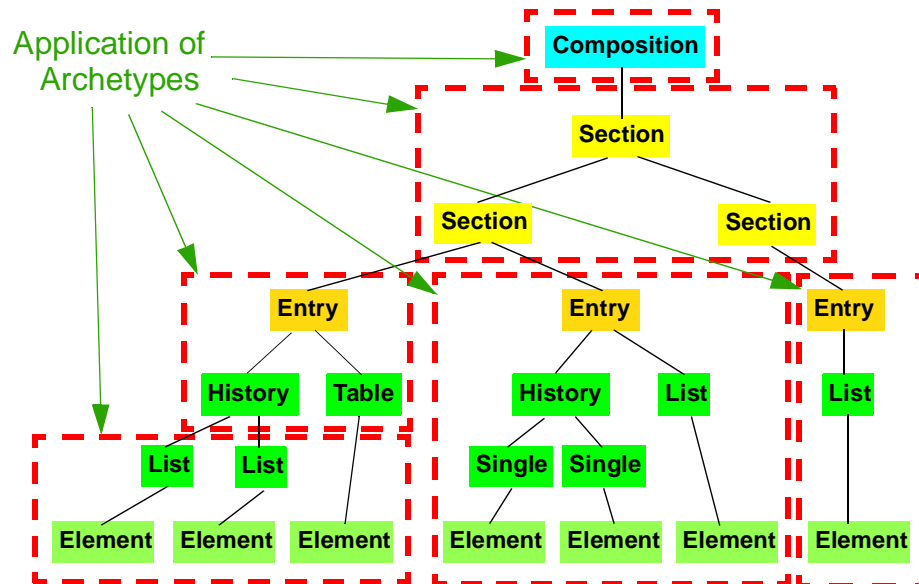 Application of
Archetypes
Composition
Section
Section
Section
Entry
Entry
Entry
History
Table
History
List
List
List
List
Single
Single
Element
Element
Element
Element
Element
Element
Element